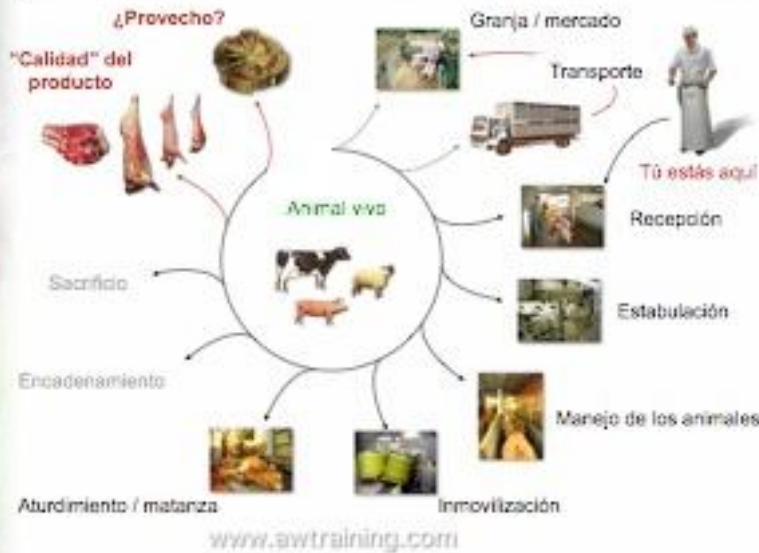 ¿Provecho?
"Calidad" del
producto
Granja / mercado
Transporte
Tú estás aquí
Animal vivo
Recepción
Sacrificio
Estabulación
Encadenamiento
Manejo de los animales
Aturdimiento / matanza
Inmovilización
www.awtraining.com